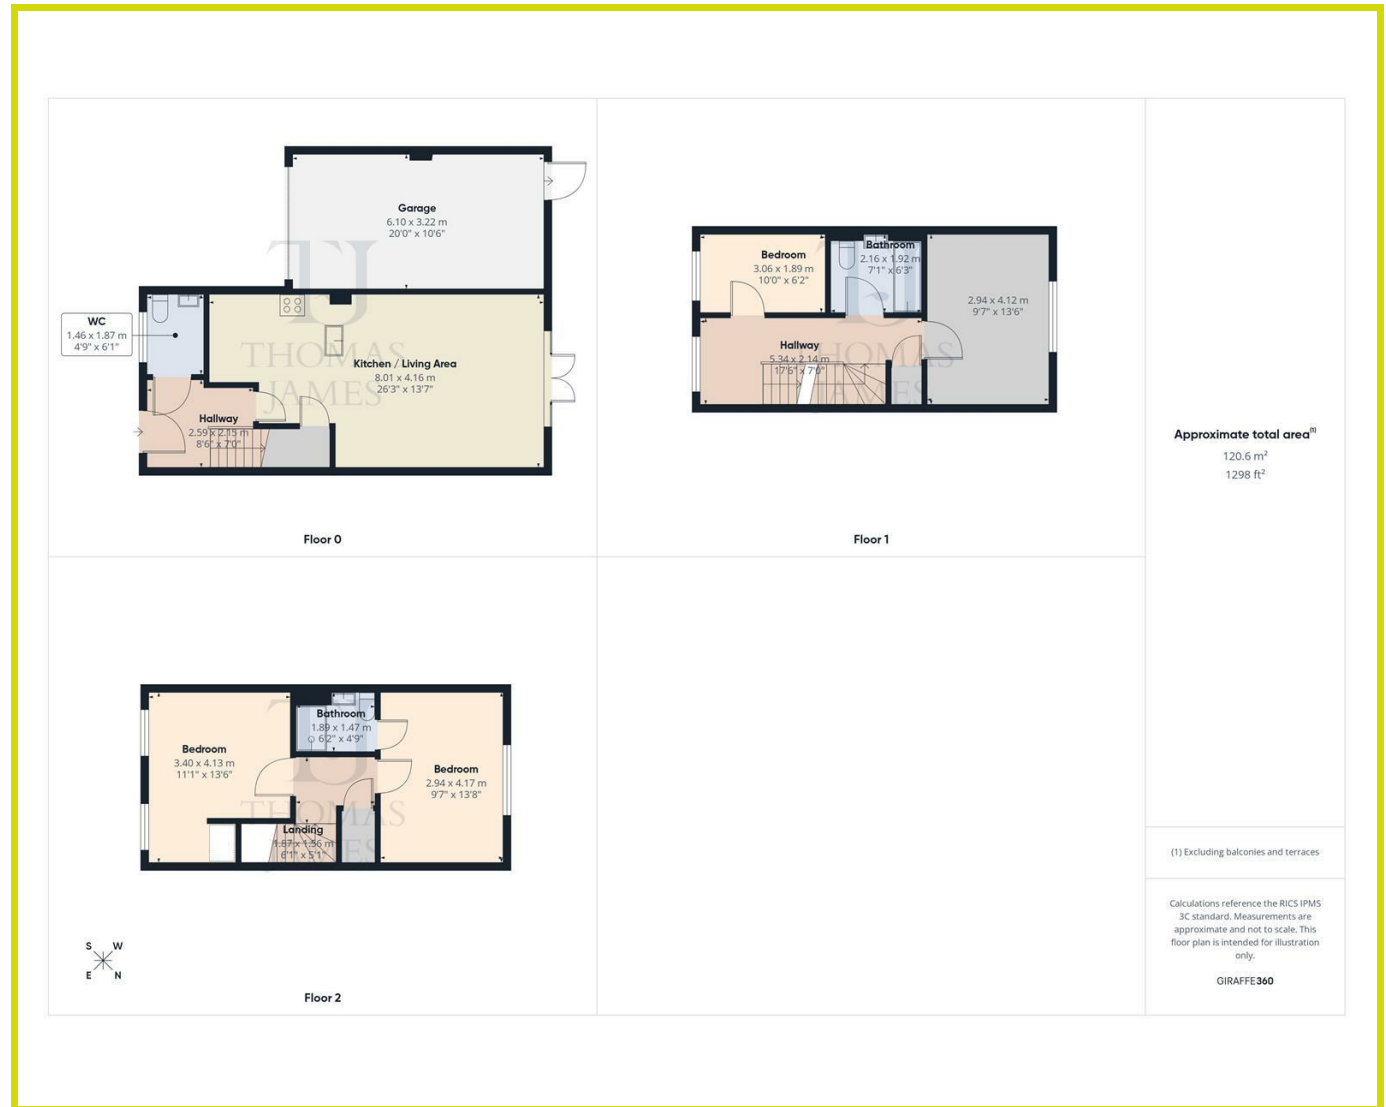 Garage
6.10 x 3.22 m
20'0" x 10'6"
WC
1.46 x 1.87 m
4'9" x 6'1"
Kitchen / Living Area
8.01 x 4.16 m
26'3" x 13'7"
Hallway
2.59 x 2.15 m
8'6" x 7'0"
THOMAS
JAMES
Floor 0
Bedroom
3.06 x 1.89 m
10'0" x 6'2"
Bathroom
2.16 x 1.92 m
7'1" x 6'3"
2.94 x 4.12 m
9'7" x 13'6"
Hallway
5.34 x 2.14 m
17'6" x 7'0"
THOMAS
JAMES
Floor 1
Approximate total area(1)
120.6 m²
1298 ft²
Bathroom
1.89 x 1.47 m
6'2" x 4'9"
Bedroom
3.40 x 4.13 m
11'1" x 13'6"
Bedroom
2.94 x 4.17 m
9'7" x 13'8"
Landing
1.87 x 1.56 m
6'1" x 5'1"
THOMAS
JAMES
S W
E N
Floor 2
(1) Excluding balconies and terraces
Calculations reference the RICS IPMS
3C standard. Measurements are
approximate and not to scale. This
floor plan is intended for illustration
only.
GIRAFFE360